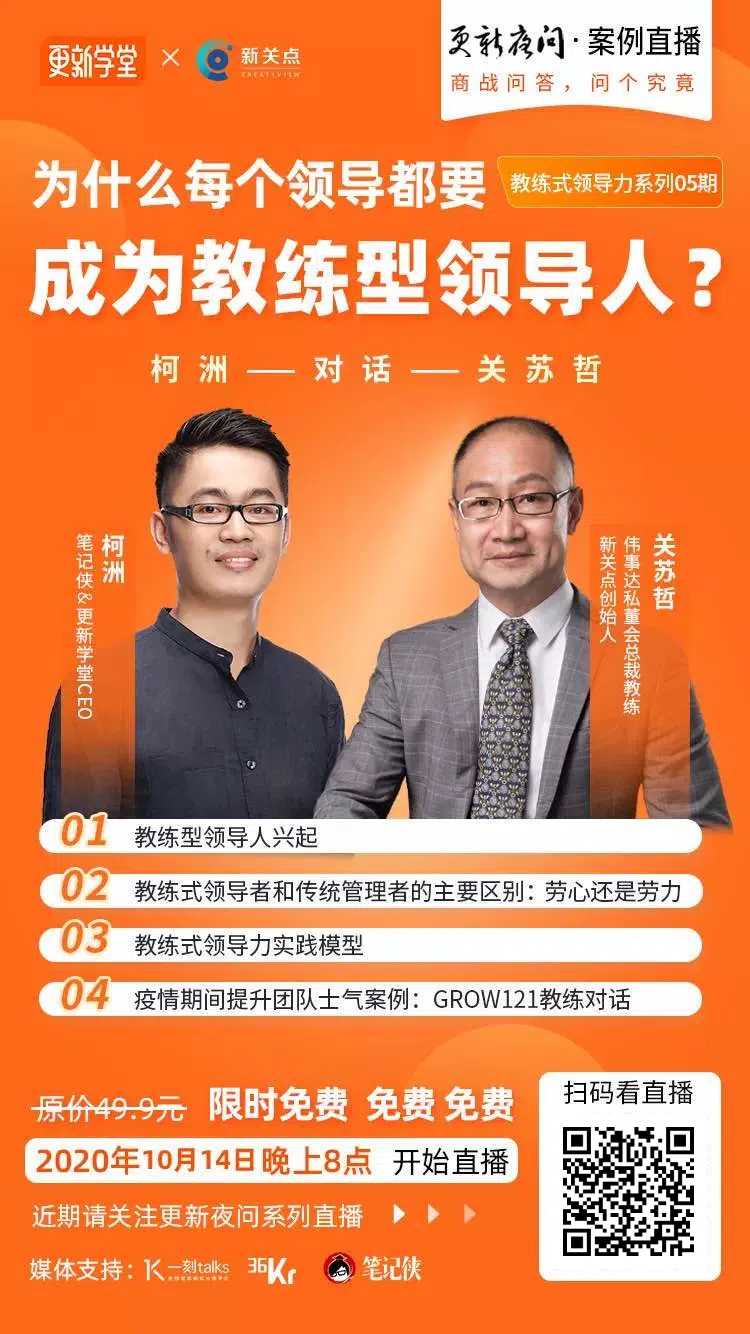 更新学堂 × 新关点
CREATIVIEW
更新夜问·案例直播
商战问答，问个究竟
为什么每个领导都要
教练式领导力系列05期
成为教练型领导人？
柯洲——对话——关苏哲
柯洲
笔记侠&更新学堂CEO
关苏哲
伟事达私董会总裁教练
新关点创始人
01 教练型领导人兴起
02 教练式领导者和传统管理者的主要区别：劳心还是劳力
03 教练式领导力实践模型
04 疫情期间提升团队士气案例：GROW121教练对话
原价49.9元 限时免费 免费 免费
2020年10月14日晚上8点 开始直播
近期请关注更新夜问系列直播
扫码看直播
媒体支持：一刻talks 36Kr 笔记侠